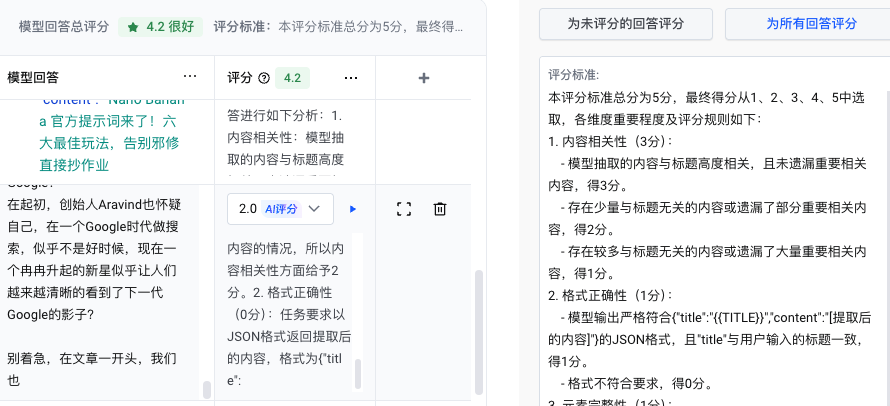 模型回答总评分
4.2 很好
评分标准：本评分标准总分为5分，最终得…
模型回答
评分
4.2
"content"： Nano Banan
a 官方提示词来了！六
大最佳玩法，告别邪修
直接抄作业
答进行如下分析：1.
内容相关性：模型抽
取的内容与标题高度
Google?
在起初，创始人Aravind也怀疑
自己，在一个Google时代做搜
索，似乎不是好时候，现在一
个冉冉升起的新星似乎让人们
越来越清晰的看到了下一代
Google的影子?
别着急，在文章一开头，我们
也
2.0 AI评分
内容的情况，所以内
容相关性方面给予2
分。2. 格式正确性
（0分）：任务要求以
JSON格式返回提取后
的内容，格式为{"titl
e":
为未评分的回答评分
为所有回答评分
评分标准:
本评分标准总分为5分，最终得分从1、2、3、4、5中选
取，各维度重要程度及评分规则如下：
1. 内容相关性（3分）：
- 模型抽取的内容与标题高度相关，且未遗漏重要相关
内容，得3分。
- 存在少量与标题无关的内容或遗漏了部分重要相关内
容，得2分。
- 存在较多与标题无关的内容或遗漏了大量重要相关内
容，得1分。
2. 格式正确性（1分）：
- 模型输出严格符合{"title":"{{TITLE}}","content":"[提取后
的内容]"}的JSON格式，且"title"与用户输入的标题一致，
得1分。
- 格式不符合要求，得0分。
3. 元素完整性（1分）：